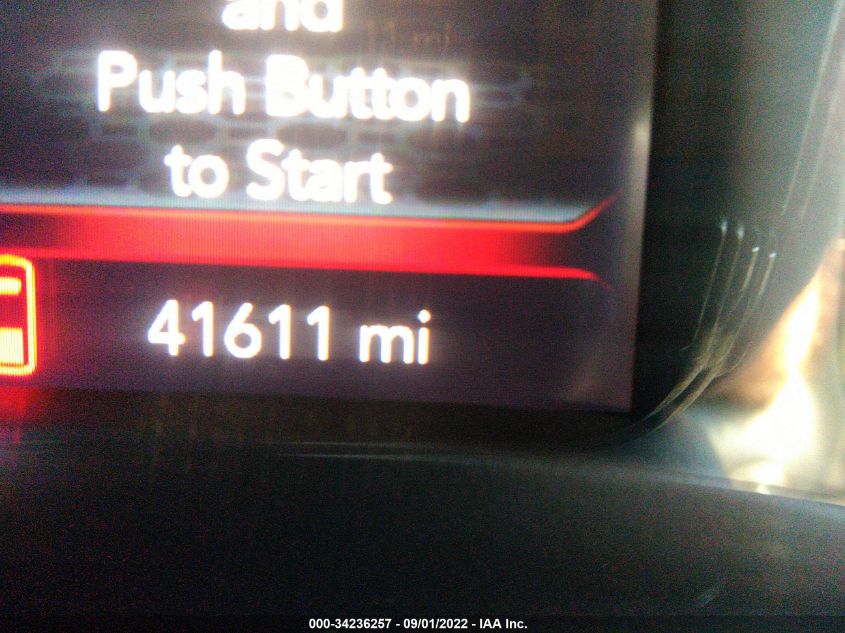 and
Push Button
to Start
41611 mi
000-34236257 - 09/01/2022 - IAA Inc.